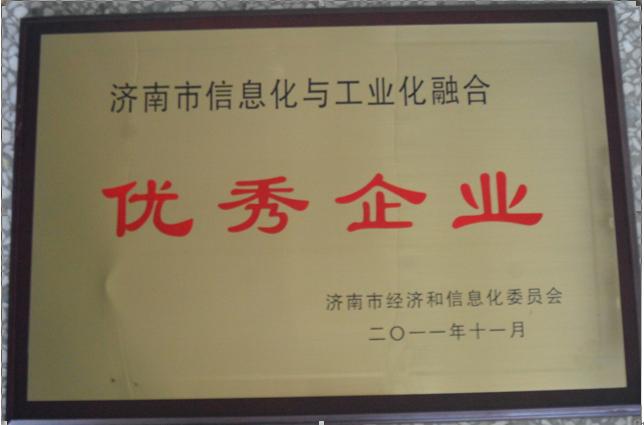 济南市信息化与工业化融合
优秀企业
济南市经济和信息化委员会
二〇一一年十一月